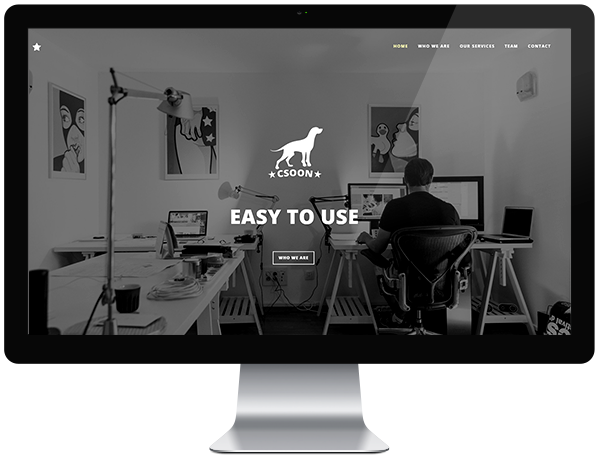 HOME WHO WE ARE OUR SERVICES TEAM CONTACT
★CSOON★
EASY TO USE
WHO WE ARE